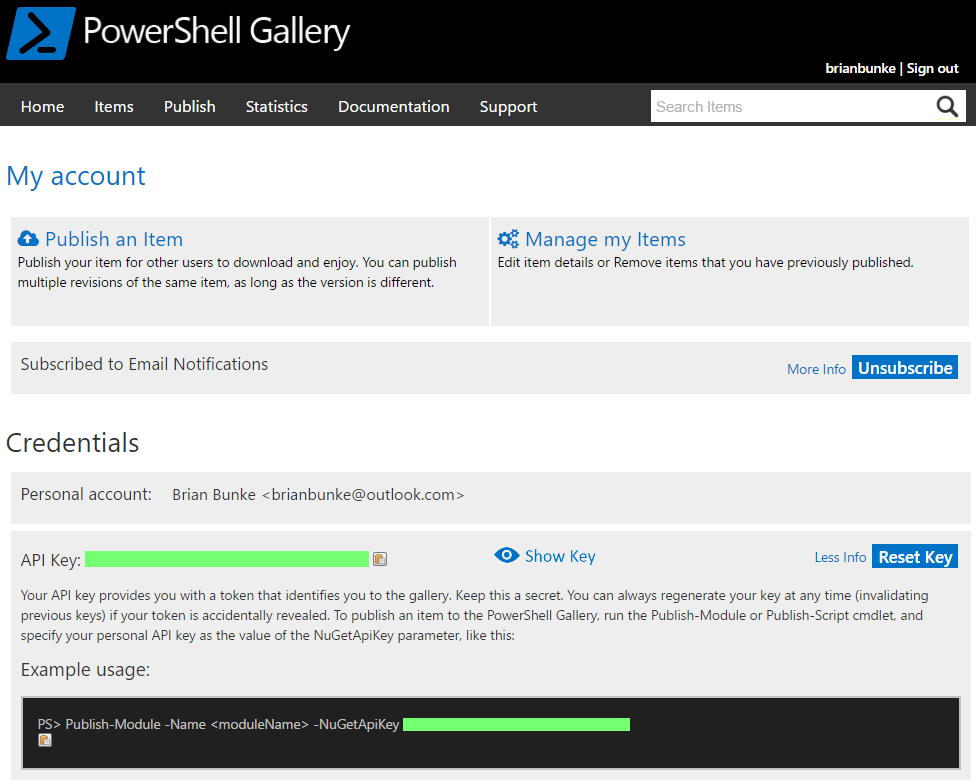 PowerShell Gallery
brianbunke | Sign out
Home Items Publish Statistics Documentation Support Search Items
My account
Publish an Item
Publish your item for other users to download and enjoy. You can publish
multiple revisions of the same item, as long as the version is different.
Manage my Items
Edit item details or Remove items that you have previously published.
Subscribed to Email Notifications More Info Unsubscribe
Credentials
Personal account: Brian Bunke <brianbunke@outlook.com>
API Key: Show Key Less Info Reset Key
Your API key provides you with a token that identifies you to the gallery. Keep this a secret. You can always regenerate your key at any time (invalidating
previous keys) if your token is accidentally revealed. To publish an item to the PowerShell Gallery, run the Publish-Module or Publish-Script cmdlet, and
specify your personal API key as the value of the NuGetApiKey parameter, like this:
Example usage:
PS> Publish-Module -Name <moduleName> -NuGetApiKey